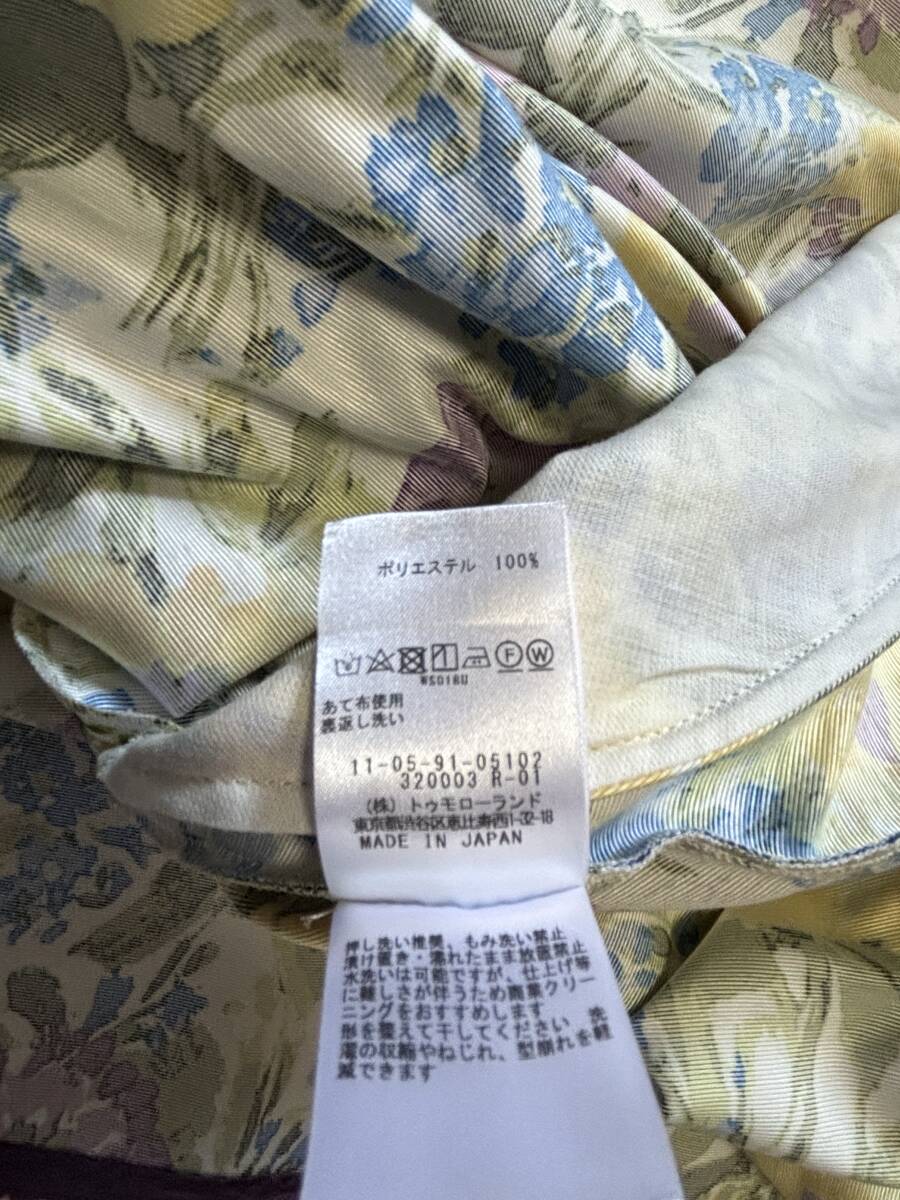 ポリエステル 100%
WS018U
あて布使用
裏返し洗い
11-05-91-05102
320003 R-01
(株)トゥモローランド
東京都渋谷区恵比寿西1-32-18
MADE IN JAPAN
押し洗い推奨、もみ洗い禁止
漬け置き・濡れたまま放置禁止
水洗いは可能ですが、仕上げ等
に難しさが伴うため商業クリー
ニングをおすすめします
形を整えて干してください 洗
濯の収縮やねじれ、型崩れを軽
減できます